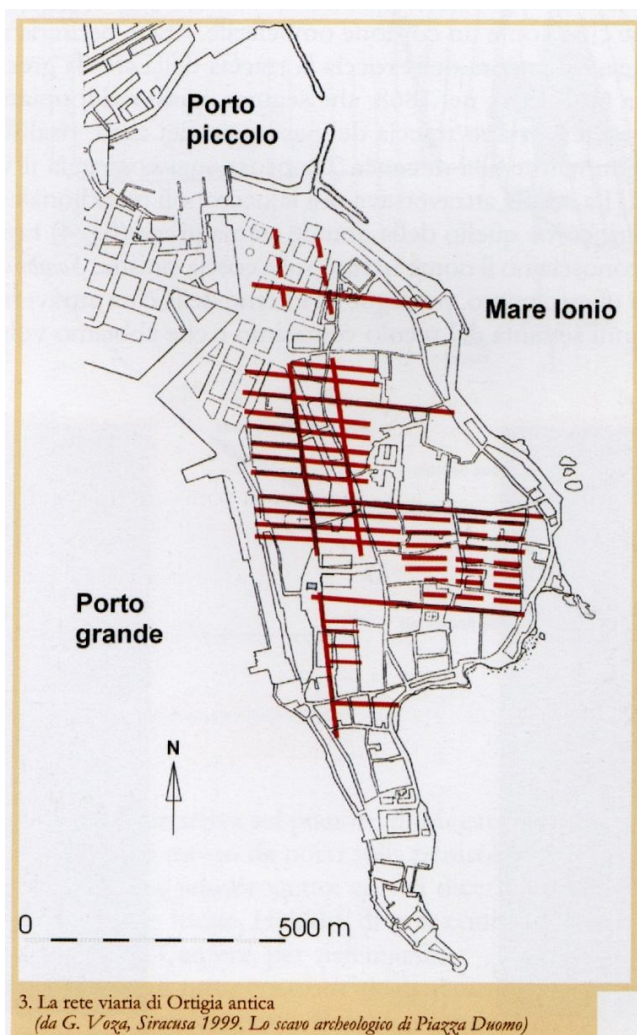 Porto
piccolo
Mare Ionio
Porto
grande
N
0
500 m
3. La rete viaria di Ortigia antica
(da G. Voza, Siracusa 1999. Lo scavo archeologico di Piazza Duomo)